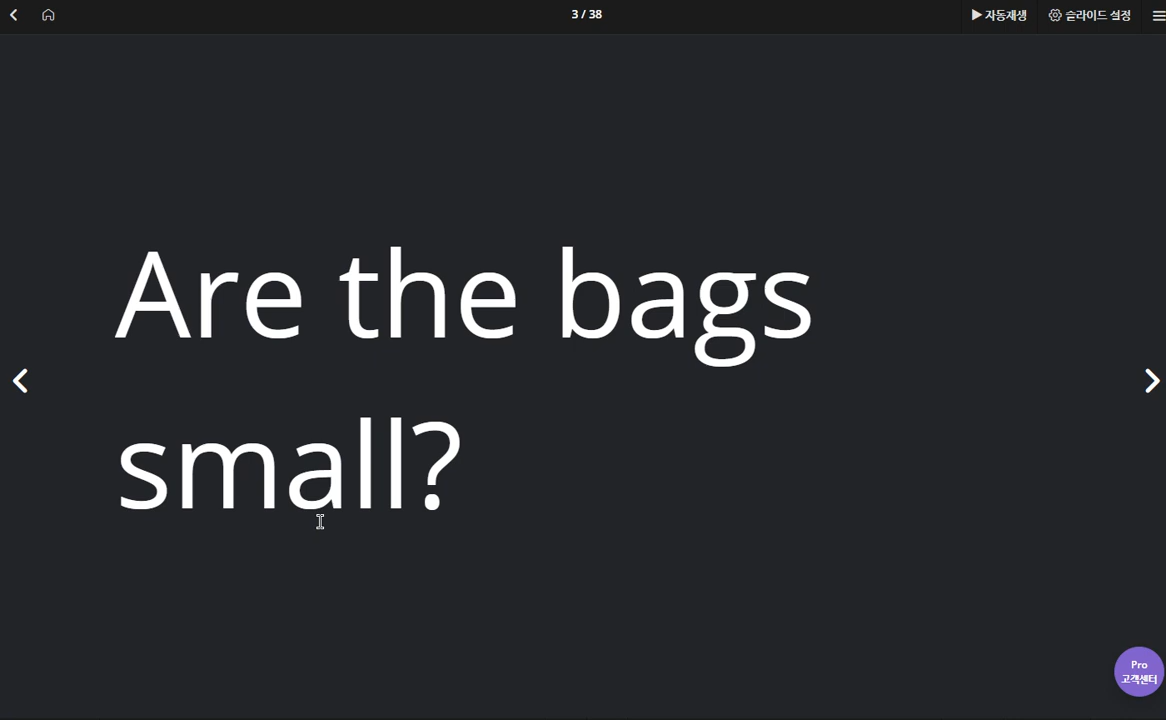 3 / 38
▶ 자동재생
슬라이드 설정
Are the bags
small?
Pro
고객센터